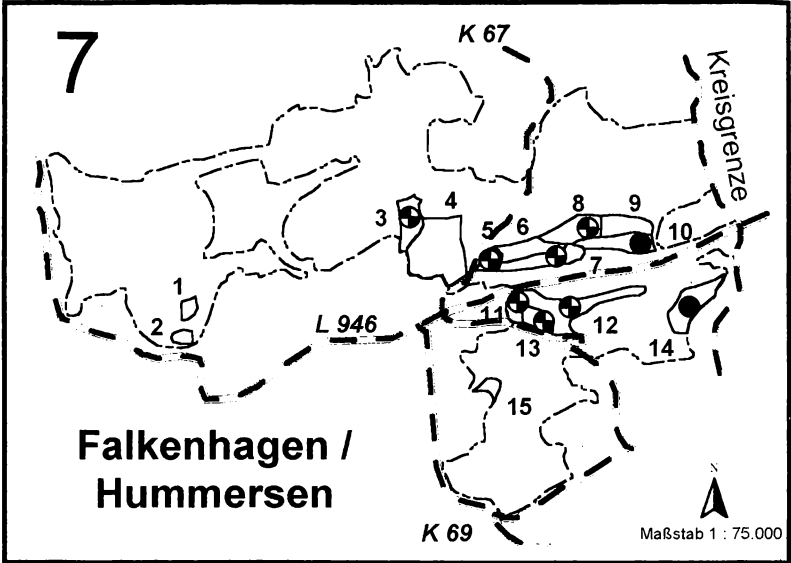 7
K 67
Kreisgrenze
3
4
5
6
8
9
10
7
1
2
L 946
11
12
13
14
15
Falkenhagen /
Hummersen
K 69
N
Maßstab 1 : 75.000